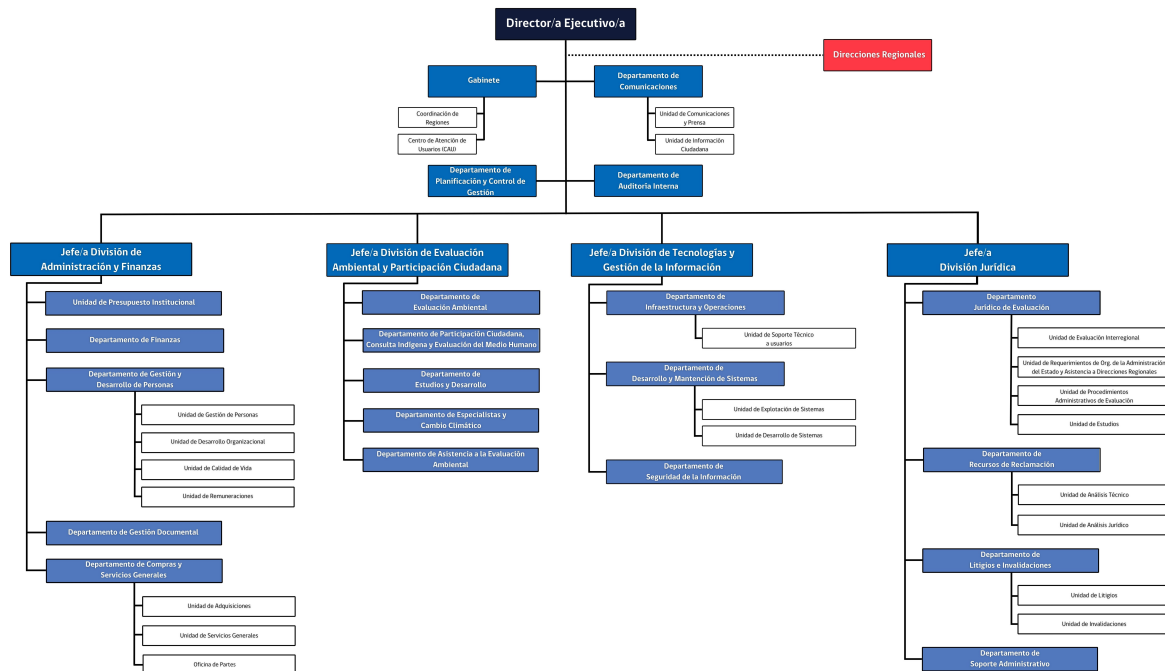 Director/a Ejecutivo/a
Direcciones Regionales
Gabinete
Departamento de
Comunicaciones
Coordinación de
Regiones
Centro de Atención de
Usuarios (CAU)
Unidad de Comunicaciones
y Prensa
Unidad de Información
Ciudadana
Departamento de
Planificación y Control de
Gestión
Departamento de
Auditoría Interna
Jefe/a División de
Administración y Finanzas
Unidad de Presupuesto Institucional
Departamento de Finanzas
Departamento de Gestión y
Desarrollo de Personas
Unidad de Gestión de Personas
Unidad de Desarrollo Organizacional
Unidad de Calidad de Vida
Unidad de Remuneraciones
Departamento de Gestión Documental
Departamento de Compras y
Servicios Generales
Unidad de Adquisiciones
Unidad de Servicios Generales
Oficina de Partes
Jefe/a División de Evaluación
Ambiental y Participación Ciudadana
Departamento de
Evaluación Ambiental
Departamento de Participación Ciudadana,
Consulta Indígena y Evaluación del Medio Humano
Departamento de
Estudios y Desarrollo
Departamento de Especialistas y
Cambio Climático
Departamento de Asistencia a la Evaluación
Ambiental
Jefe/a División de Tecnologías y
Gestión de la Información
Departamento de
Infraestructura y Operaciones
Unidad de Soporte Técnico
a usuarios
Departamento de
Desarrollo y Mantención de Sistemas
Unidad de Explotación de Sistemas
Unidad de Desarrollo de Sistemas
Departamento de
Seguridad de la Información
Jefe/a
División Jurídica
Departamento
Jurídico de Evaluación
Unidad de Evaluación Interregional
Unidad de Requerimientos de Org. de la Administración
del Estado y Asistencia a Direcciones Regionales
Unidad de Procedimientos
Administrativos de Evaluación
Unidad de Estudios
Departamento de
Recursos de Reclamación
Unidad de Análisis Técnico
Unidad de Análisis Jurídico
Departamento de
Litigios e Invalidaciones
Unidad de Litigios
Unidad de Invalidaciones
Departamento de
Soporte Administrativo